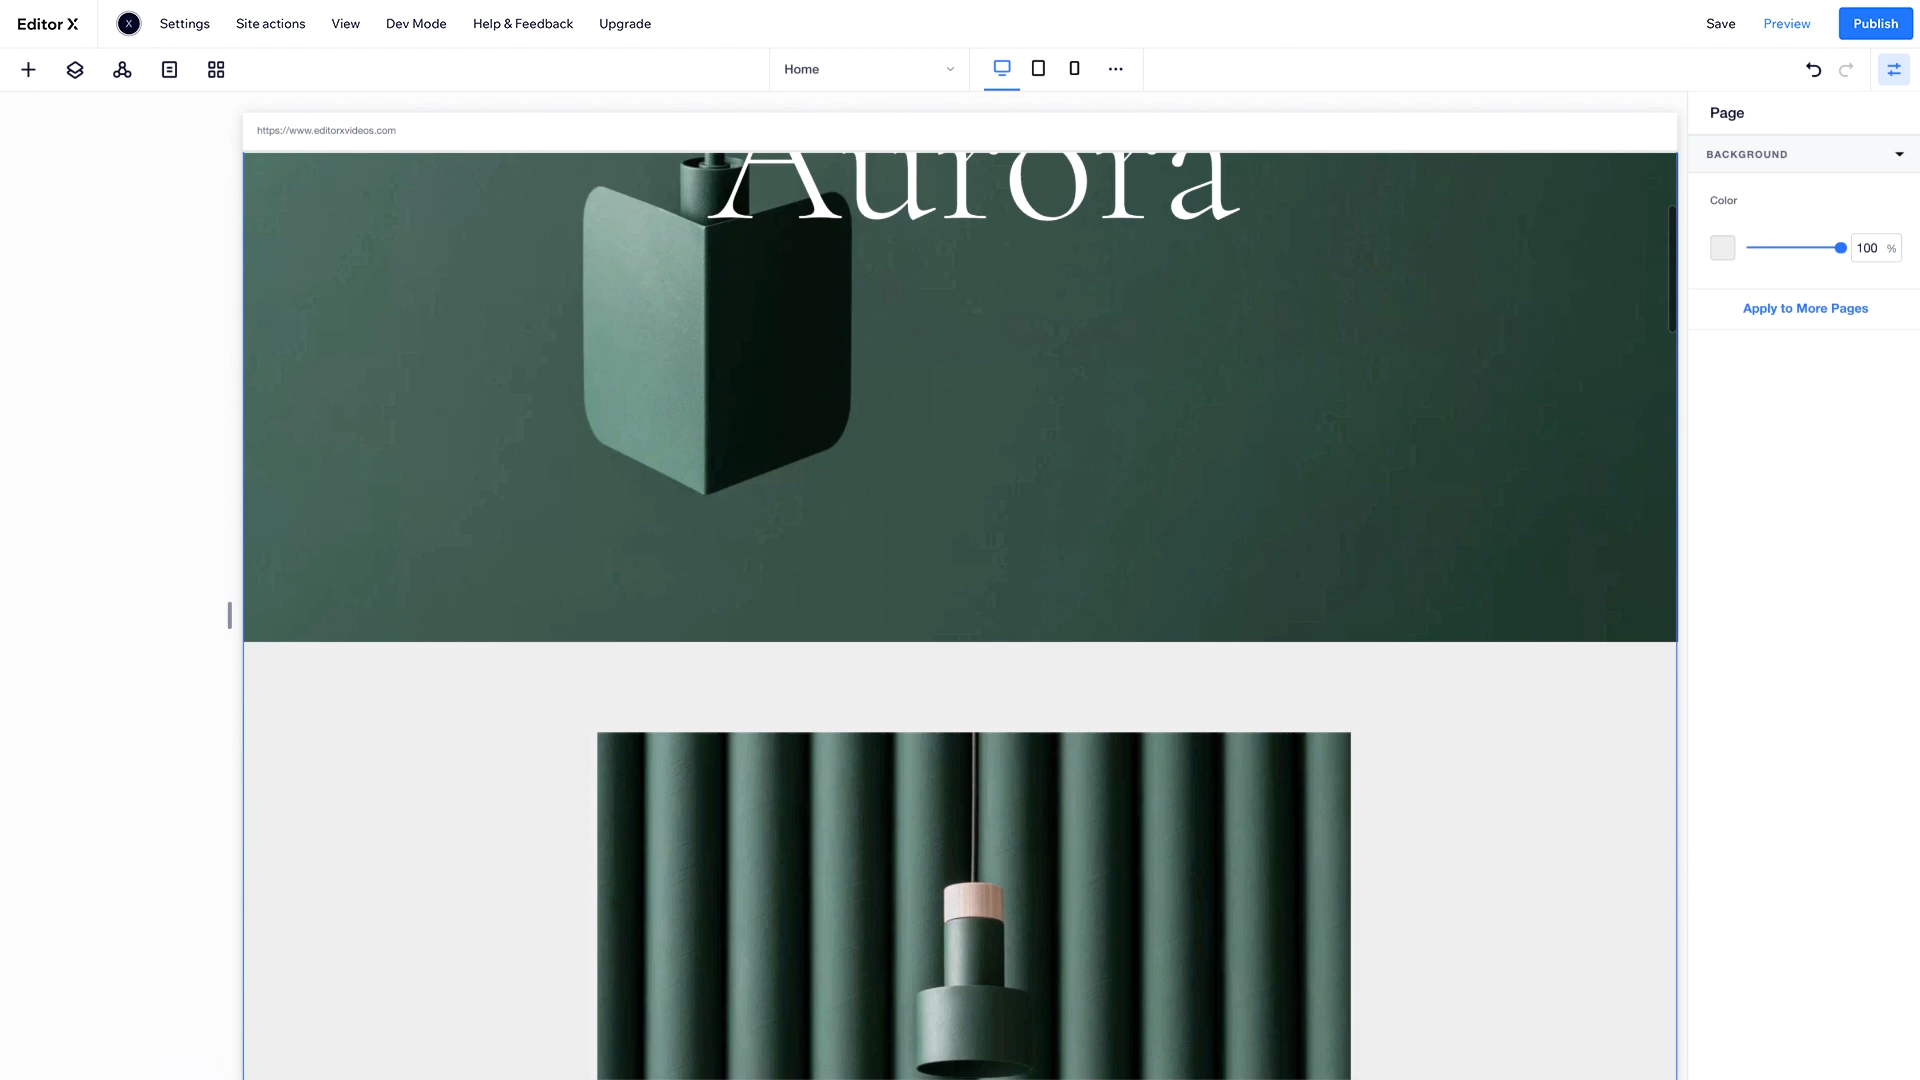 Editor X
X
Settings
Site actions
View
Dev Mode
Help & Feedback
Upgrade
Save
Preview
Publish
Home
Page
https://www.editorxvideos.com
BACKGROUND
Aurora
Color
100 %
Apply to More Pages